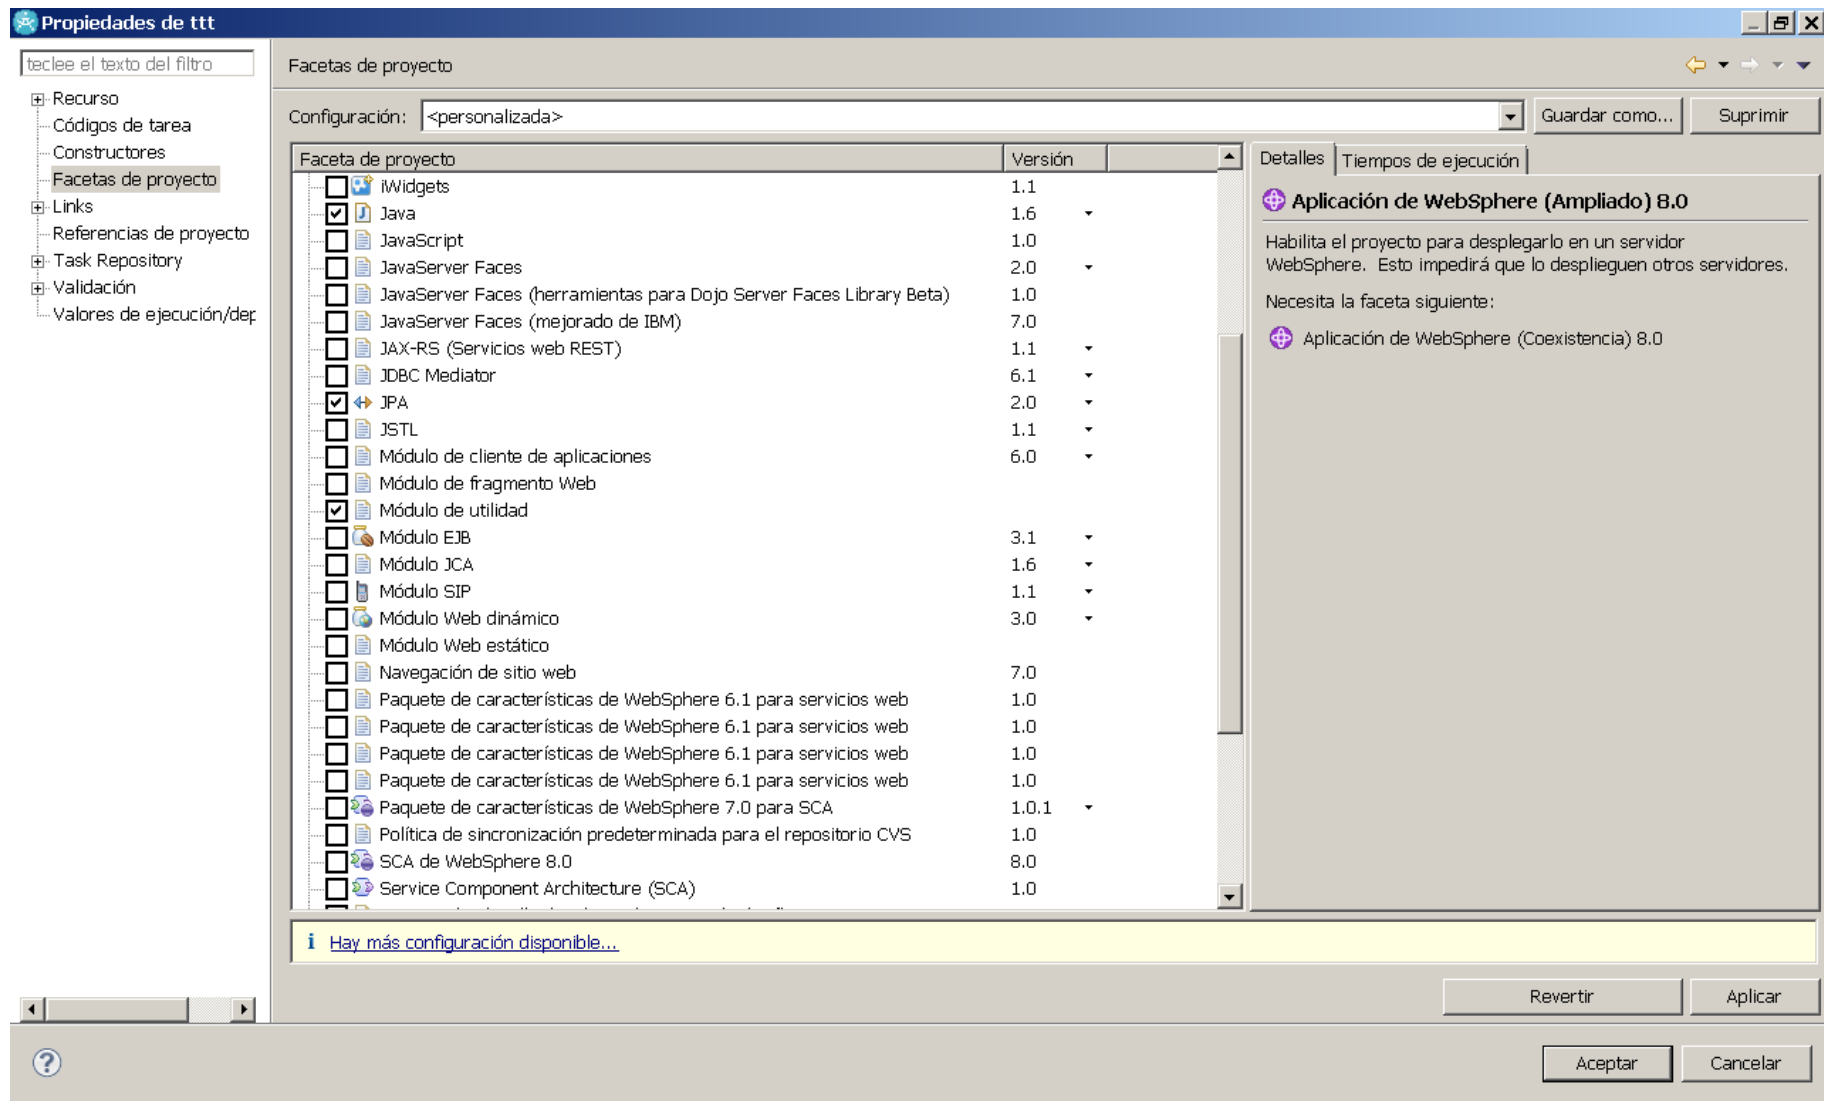 Propiedades de ttt
teclee el texto del filtro
Recurso
Códigos de tarea
Constructores
Facetas de proyecto
Links
Referencias de proyecto
Task Repository
Validación
Valores de ejecución/dep
Facetas de proyecto
Configuración: <personalizada>
Guardar como...
Suprimir
Faceta de proyecto Versión
iWidgets 1.1
Java 1.6
JavaScript 1.0
JavaServer Faces 2.0
JavaServer Faces (herramientas para Dojo Server Faces Library Beta) 1.0
JavaServer Faces (mejorado de IBM) 7.0
JAX-RS (Servicios web REST) 1.1
JDBC Mediator 6.1
JPA 2.0
JSTL 1.1
Módulo de cliente de aplicaciones 6.0
Módulo de fragmento Web
Módulo de utilidad
Módulo EJB 3.1
Módulo JCA 1.6
Módulo SIP 1.1
Módulo Web dinámico 3.0
Módulo Web estático
Navegación de sitio web 7.0
Paquete de características de WebSphere 6.1 para servicios web 1.0
Paquete de características de WebSphere 6.1 para servicios web 1.0
Paquete de características de WebSphere 6.1 para servicios web 1.0
Paquete de características de WebSphere 6.1 para servicios web 1.0
Paquete de características de WebSphere 7.0 para SCA 1.0.1
Política de sincronización predeterminada para el repositorio CVS 1.0
SCA de WebSphere 8.0 8.0
Service Component Architecture (SCA) 1.0
Detalles
Tiempos de ejecución
Aplicación de WebSphere (Ampliado) 8.0
Habilita el proyecto para desplegarlo en un servidor
WebSphere. Esto impedirá que lo desplieguen otros servidores.
Necesita la faceta siguiente:
Aplicación de WebSphere (Coexistencia) 8.0
Hay más configuración disponible...
Revertir
Aplicar
Aceptar
Cancelar